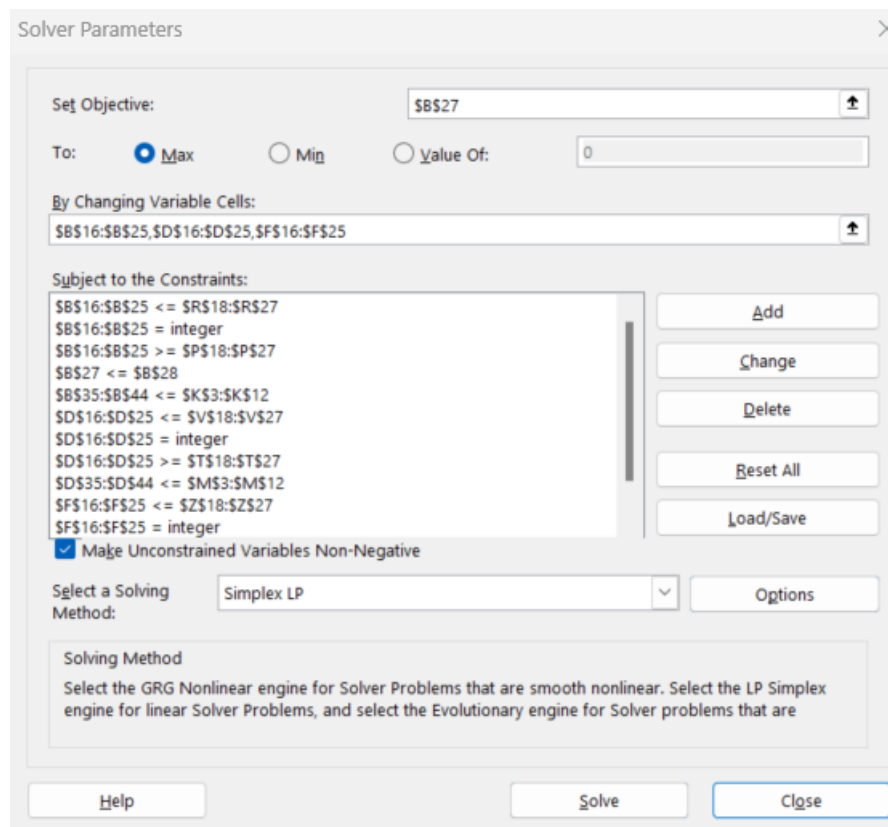 Solver Parameters
Set Objective:
$B$27
To:
Max
Min
Value Of:
0
By Changing Variable Cells:
$B$16:$B$25,$D$16:$D$25,$F$16:$F$25
Subject to the Constraints:
$B$16:$B$25 <= $R$18:$R$27
$B$16:$B$25 = integer
$B$16:$B$25 >= $P$18:$P$27
$B$27 <= $B$28
$B$35:$B$44 <= $K$3:$K$12
$D$16:$D$25 <= $V$18:$V$27
$D$16:$D$25 = integer
$D$16:$D$25 >= $T$18:$T$27
$D$35:$D$44 <= $M$3:$M$12
$F$16:$F$25 <= $Z$18:$Z$27
$F$16:$F$25 = integer
Add
Change
Delete
Reset All
Load/Save
Make Unconstrained Variables Non-Negative
Select a Solving
Method:
Simplex LP
Options
Solving Method
Select the GRG Nonlinear engine for Solver Problems that are smooth nonlinear. Select the LP Simplex
engine for linear Solver Problems, and select the Evolutionary engine for Solver problems that are
Help
Solve
Close